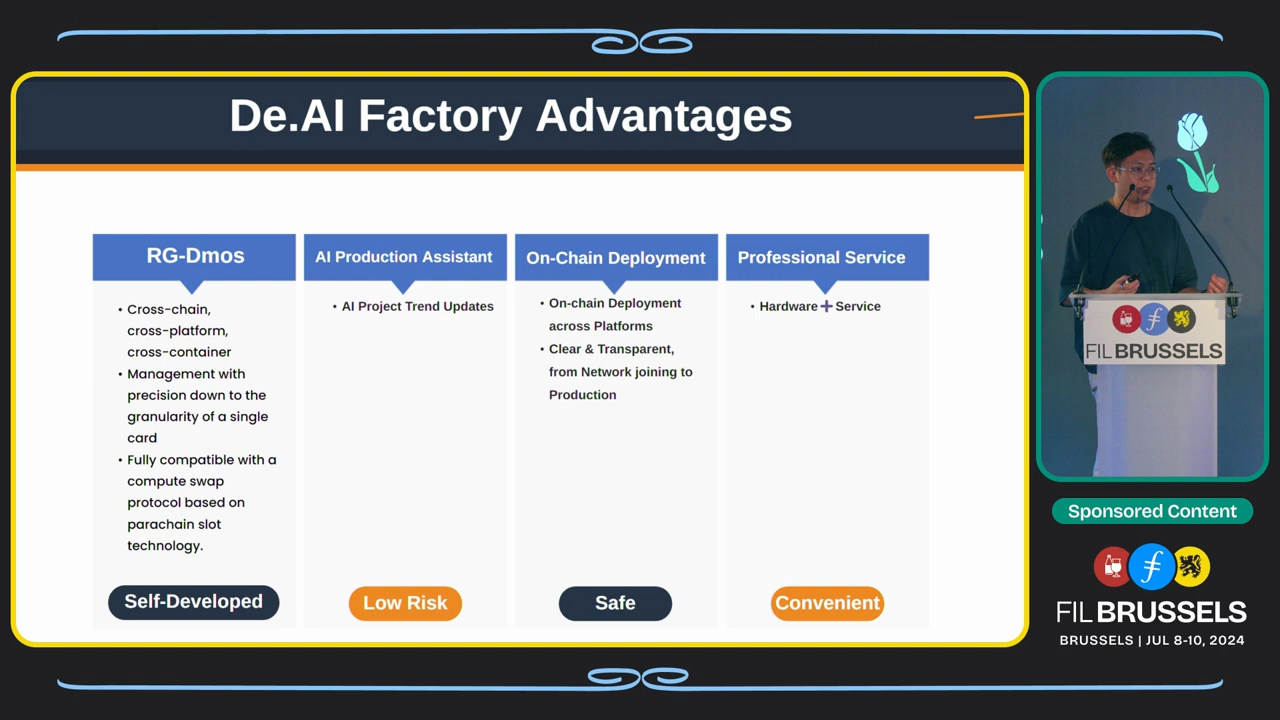 De.AI Factory Advantages
RG-Dmos
• Cross-chain,
cross-platform,
cross-container
• Management with
precision down to the
granularity of a single
card
• Fully compatible with a
compute swap
protocol based on
parachain slot
technology.
Self-Developed
AI Production Assistant
• AI Project Trend Updates
Low Risk
On-Chain Deployment
• On-chain Deployment
across Platforms
• Clear & Transparent,
from Network joining to
Production
Safe
Professional Service
• Hardware + Service
Convenient
FIL BRUSSELS
Sponsored Content
FIL BRUSSELS
BRUSSELS | JUL 8-10, 2024